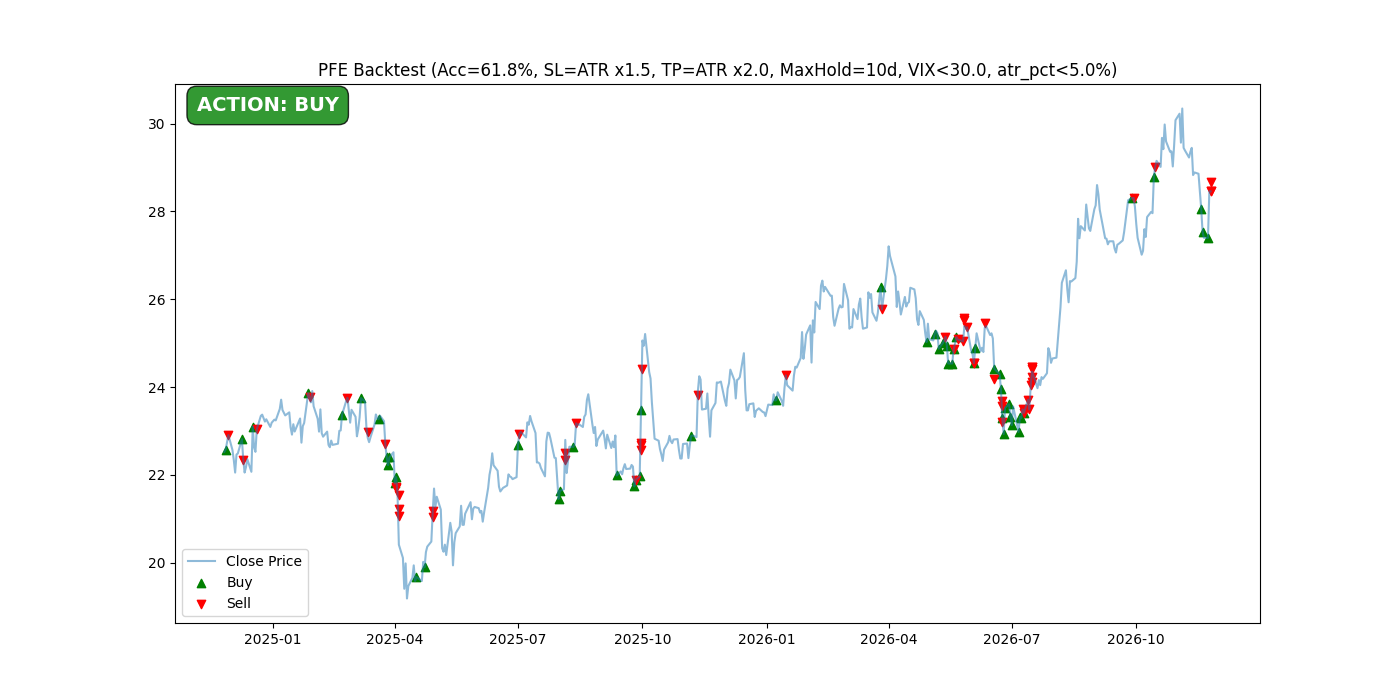 PFE Backtest (Acc=61.8%, SL=ATR x1.5, TP=ATR x2.0, MaxHold=10d, VIX<30.0, atr_pct<5.0%)
ACTION: BUY
30
28
26
24
22
20
Close Price
Buy
Sell
2025-01 2025-04 2025-07 2025-10 2026-01 2026-04 2026-07 2026-10